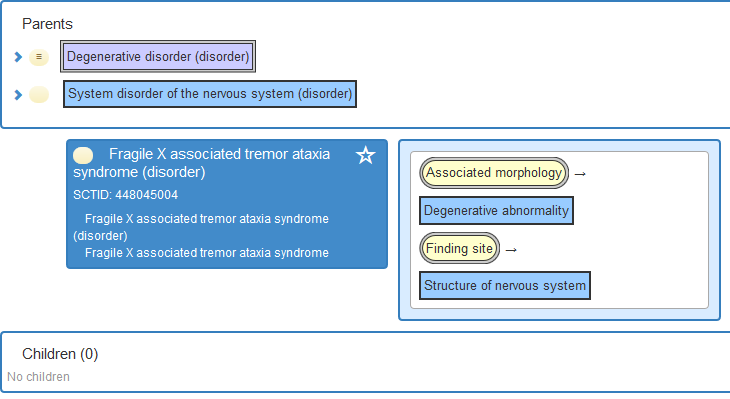 Parents
≡ Degenerative disorder (disorder)
System disorder of the nervous system (disorder)
Fragile X associated tremor ataxia
syndrome (disorder)
SCTID: 448045004
Fragile X associated tremor ataxia syndrome
(disorder)
Fragile X associated tremor ataxia syndrome
Associated morphology →
Degenerative abnormality
Finding site →
Structure of nervous system
Children (0)
No children